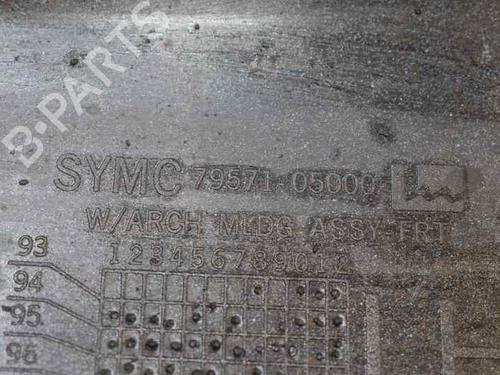 B-PARTS
SYMC 79571-05000
W/ARCH MLDG ASSY-FRT
123456789012
93
94
95
96